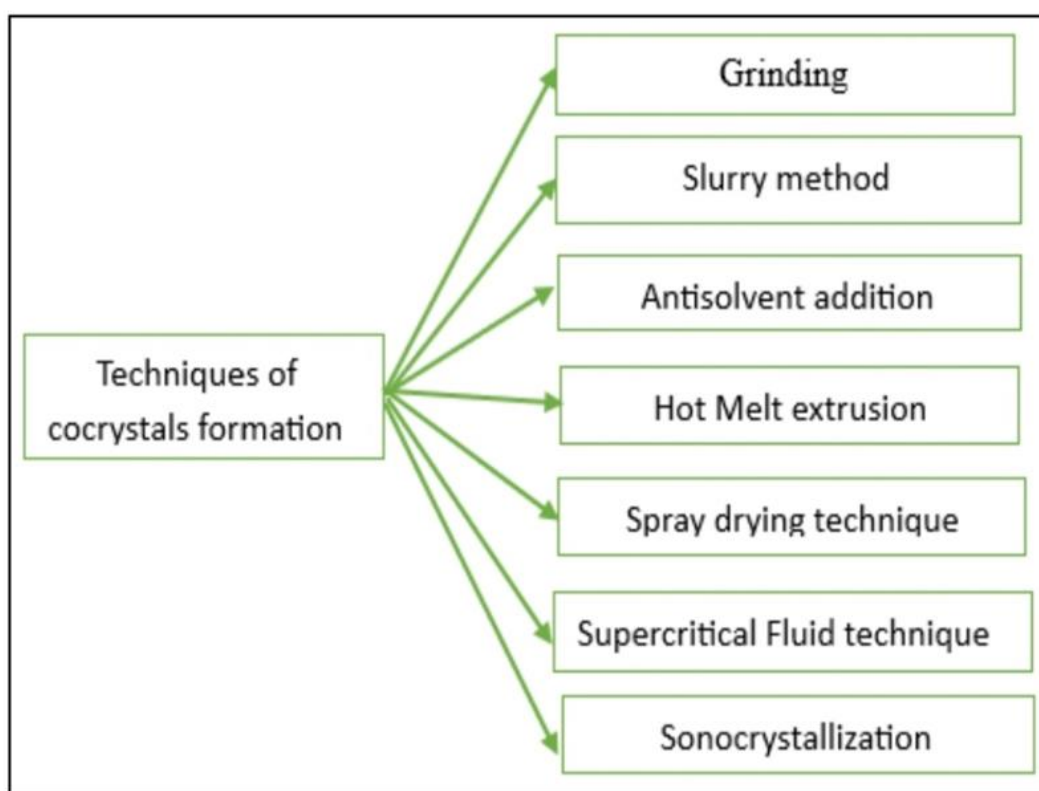 Techniques of
cocrystals formation
Grinding
Slurry method
Antisolvent addition
Hot Melt extrusion
Spray drying technique
Supercritical Fluid technique
Sonocrystallization